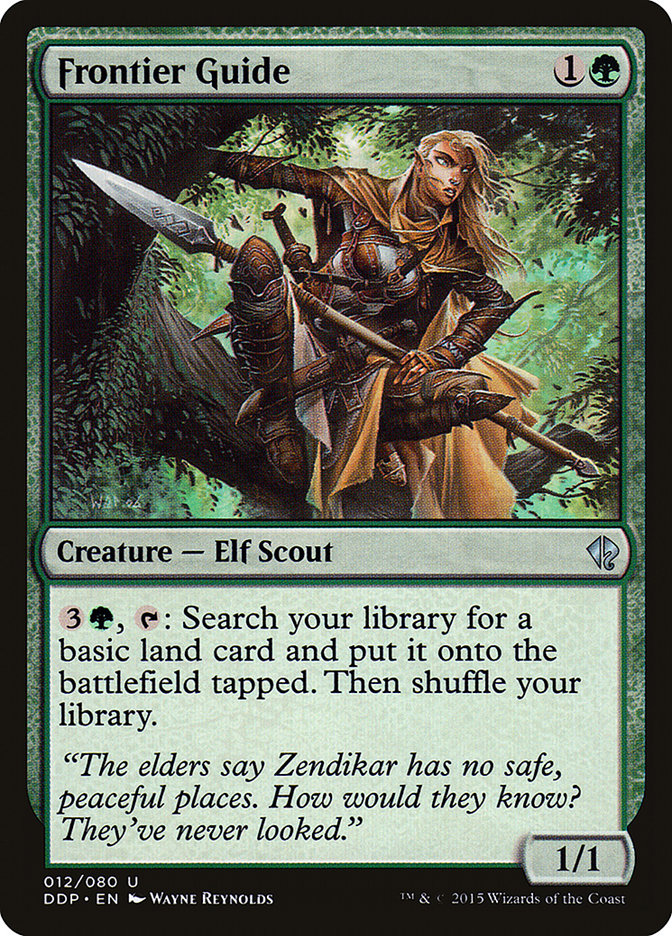 Frontier Guide 1
Creature — Elf Scout
3 , : Search your library for a
basic land card and put it onto the
battlefield tapped. Then shuffle your
library.
“The elders say Zendikar has no safe,
peaceful places. How would they know?
They’ve never looked.”
1/1
012/080 U
DDP • EN Wayne Reynolds
™ & © 2015 Wizards of the Coast